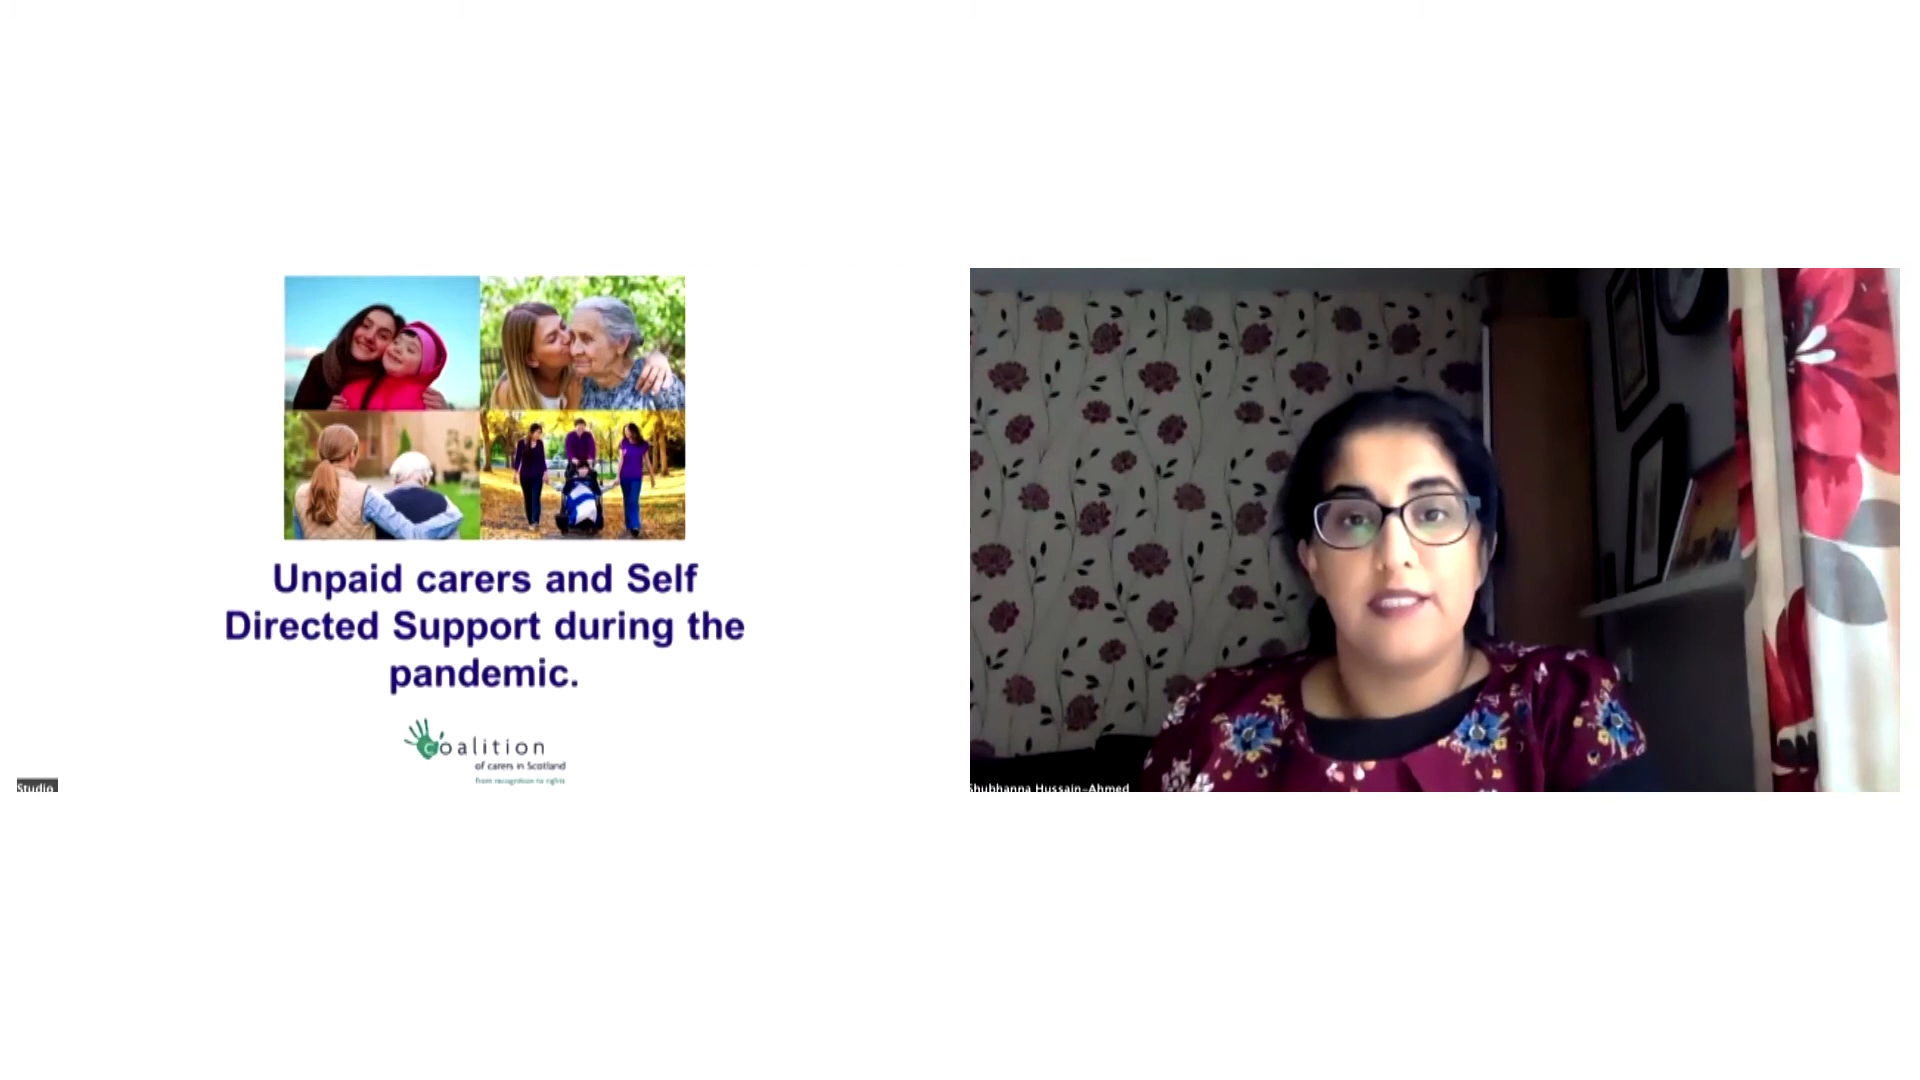 Unpaid carers and Self
Directed Support during the
pandemic.
coalition
of carers in Scotland
from recognition to rights
Studio
Shubhanna Hussain-Ahmed